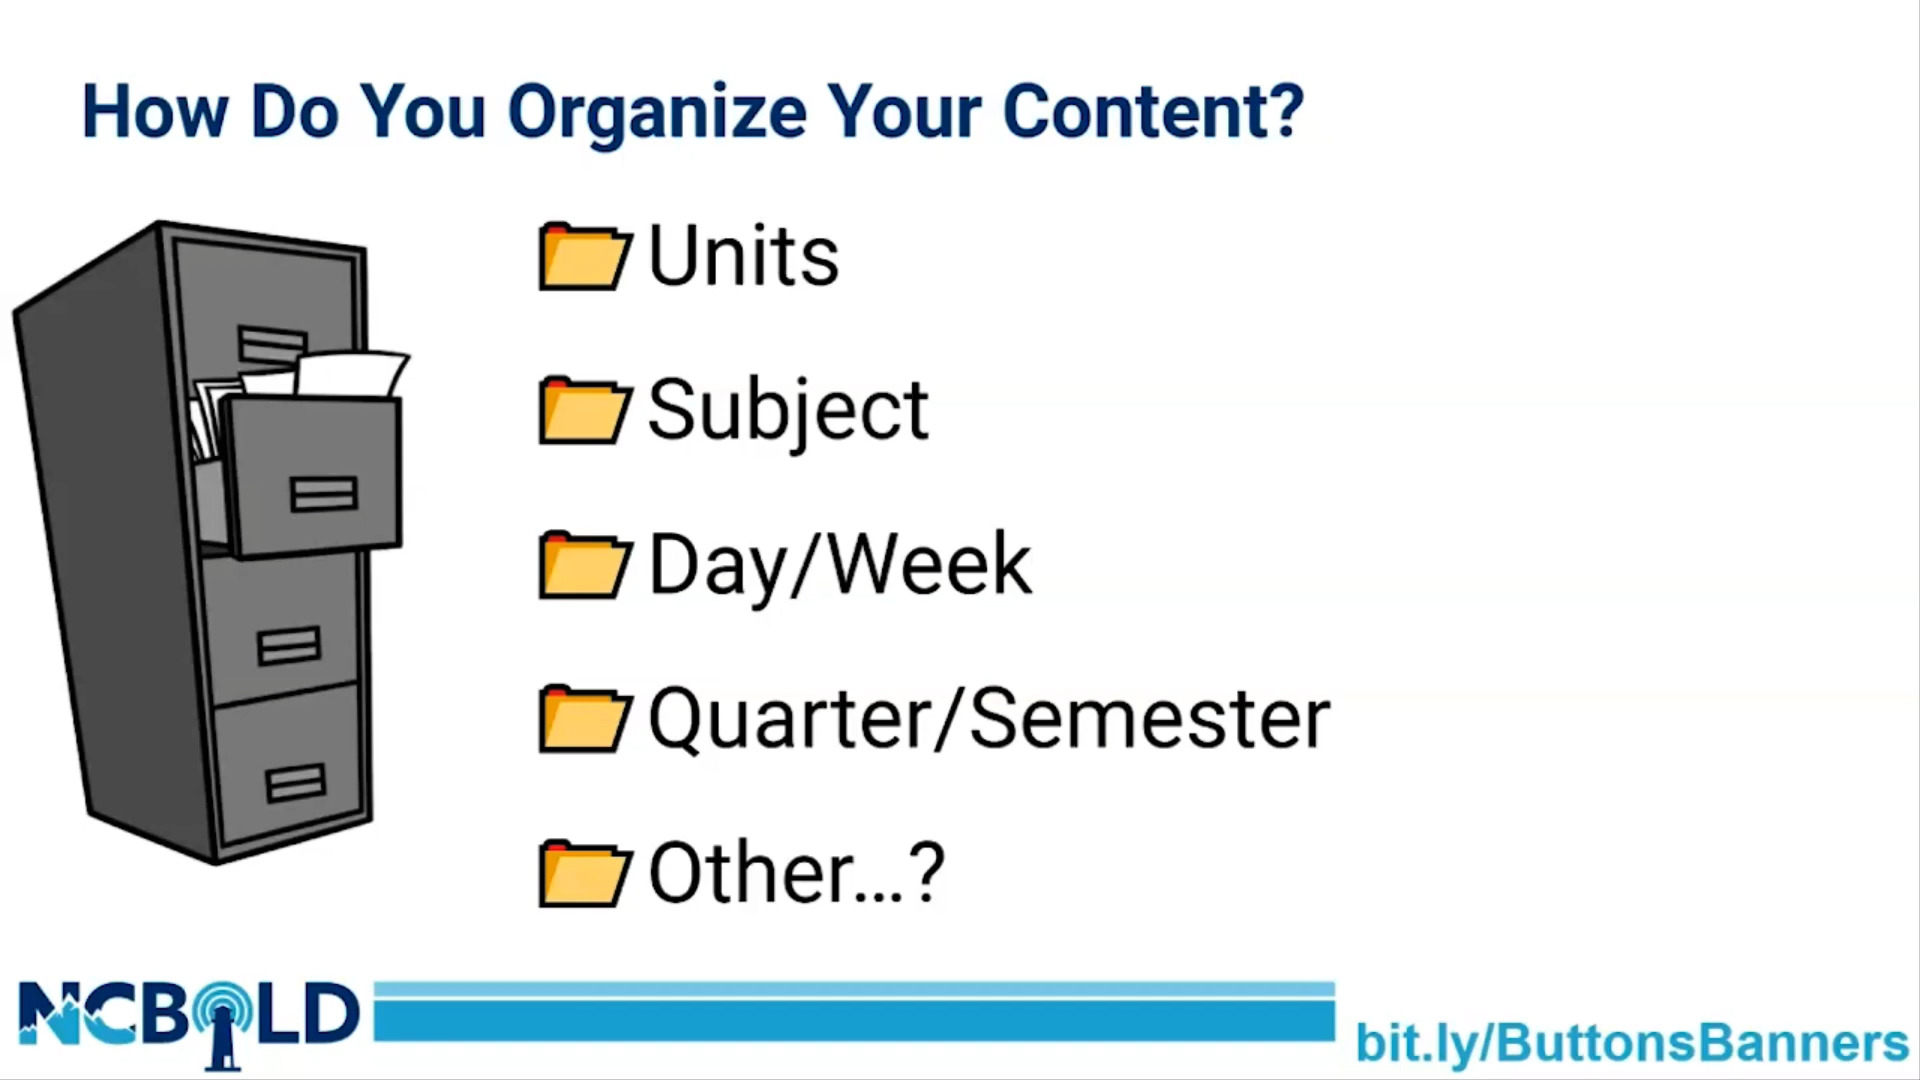 How Do You Organize Your Content?
Units
Subject
Day/Week
Quarter/Semester
Other...?
NCBOLD
bit.ly/ButtonsBanners